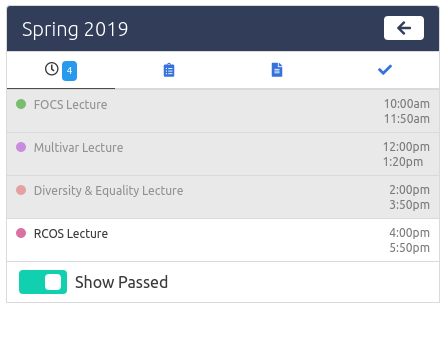 Spring 2019
4
FOCS Lecture 10:00am
11:50am
Multivar Lecture 12:00pm
1:20pm
Diversity & Equality Lecture 2:00pm
3:50pm
RCOS Lecture 4:00pm
5:50pm
Show Passed